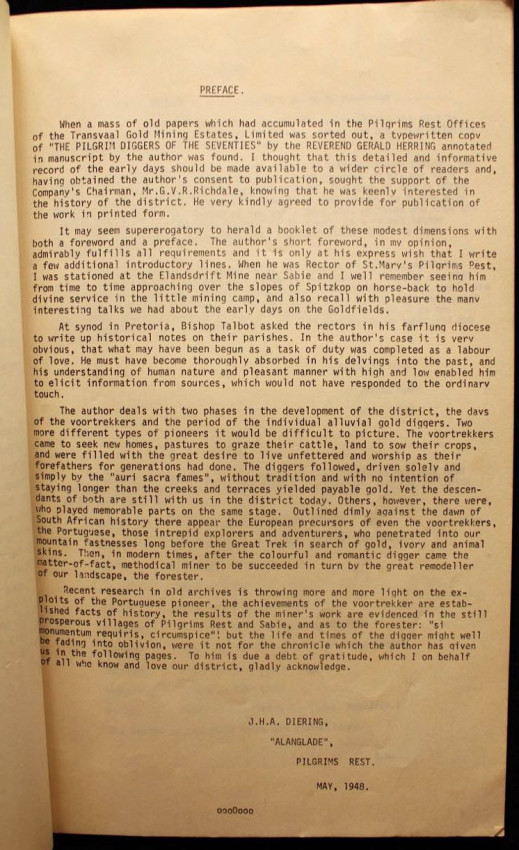 PREFACE.
When a mass of old papers which had accumulated in the Pilgrims Rest Offices
of the Transvaal Gold Mining Estates, Limited was sorted out, a typewritten copy
of "THE PILGRIM DIGGERS OF THE SEVENTIES" by the REVEREND GERALD HERRING annotated
in manuscript by the author was found. I thought that this detailed and informative
record of the early days should be made available to a wider circle of readers and,
having obtained the author's consent to publication, sought the support of the
Company's Chairman, Mr.G.V.R.Richdale, knowing that he was keenly interested in
the history of the district. He very kindly agreed to provide for publication of
the work in printed form.
It may seem supererogatory to herald a booklet of these modest dimensions with
both a foreword and a preface. The author's short foreword, in my opinion,
admirably fulfills all requirements and it is only at his express wish that I write
a few additional introductory lines. When he was Rector of St.Mary's Pilgrims Pest,
I was stationed at the Elandsdrift Mine near Sabie and I well remember seeing him
from time to time approaching over the slopes of Spitzkop on horse-back to hold
divine service in the little mining camp, and also recall with pleasure the many
interesting talks we had about the early days on the Goldfields.
At synod in Pretoria, Bishop Talbot asked the rectors in his farflung diocese
to write up historical notes on their parishes. In the author's case it is very
obvious, that what may have been begun as a task of duty was completed as a labour
of love. He must have become thoroughly absorbed in his delvings into the past, and
his understanding of human nature and pleasant manner with high and low enabled him
to elicit information from sources, which would not have responded to the ordinary
touch.
The author deals with two phases in the development of the district, the days
of the voortrekkers and the period of the individual alluvial gold diggers. Two
more different types of pioneers it would be difficult to picture. The voortrekkers
came to seek new homes, pastures to graze their cattle, land to sow their crops,
and were filled with the great desire to live unfettered and worship as their
forefathers for generations had done. The diggers followed, driven solely and
simply by the "auri sacra fames", without tradition and with no intention of
staying longer than the creeks and terraces yielded payable gold. Yet the descen-
dants of both are still with us in the district today. Others, however, there were,
who played memorable parts on the same stage. Outlined dimly against the dawn of
South African history there appear the European precursors of even the voortrekkers,
the Portuguese, those intrepid explorers and adventurers, who penetrated into our
mountain fastnesses long before the Great Trek in search of gold, ivory and animal
skins. Then, in modern times, after the colourful and romantic digger came the
matter-of-fact, methodical miner to be succeeded in turn by the great remodeller
of our landscape, the forester.
Recent research in old archives is throwing more and more light on the ex-
ploits of the Portuguese pioneer, the achievements of the voortrekker are estab-
lished facts of history, the results of the miner's work are evidenced in the still
prosperous villages of Pilgrims Rest and Sabie, and as to the forester: "si
monumentum requiris, circumspice"! but the life and times of the digger might well
be fading into oblivion, were it not for the chronicle which the author has given
us in the following pages. To him is due a debt of gratitude, which I on behalf
of all who know and love our district, gladly acknowledge.
J.H.A. DIERING,
"ALANGLADE",
PILGRIMS REST.
MAY, 1948.
ooo0ooo